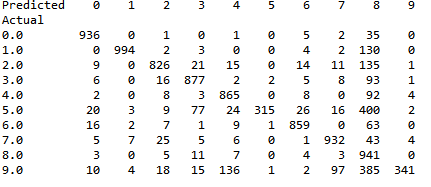 Predicted 0 1 2 3 4 5 6 7 8 9
Actual
0.0 936 0 1 0 1 0 5 2 35 0
1.0 0 994 2 3 0 0 4 2 130 0
2.0 9 0 826 21 15 0 14 11 135 1
3.0 6 0 16 877 2 2 5 8 93 1
4.0 2 0 8 3 865 0 8 0 92 4
5.0 20 3 9 77 24 315 26 16 400 2
6.0 16 2 7 1 9 1 859 0 63 0
7.0 5 7 25 5 6 0 1 932 43 4
8.0 3 0 5 11 7 0 4 3 941 0
9.0 10 4 18 15 136 1 2 97 385 341